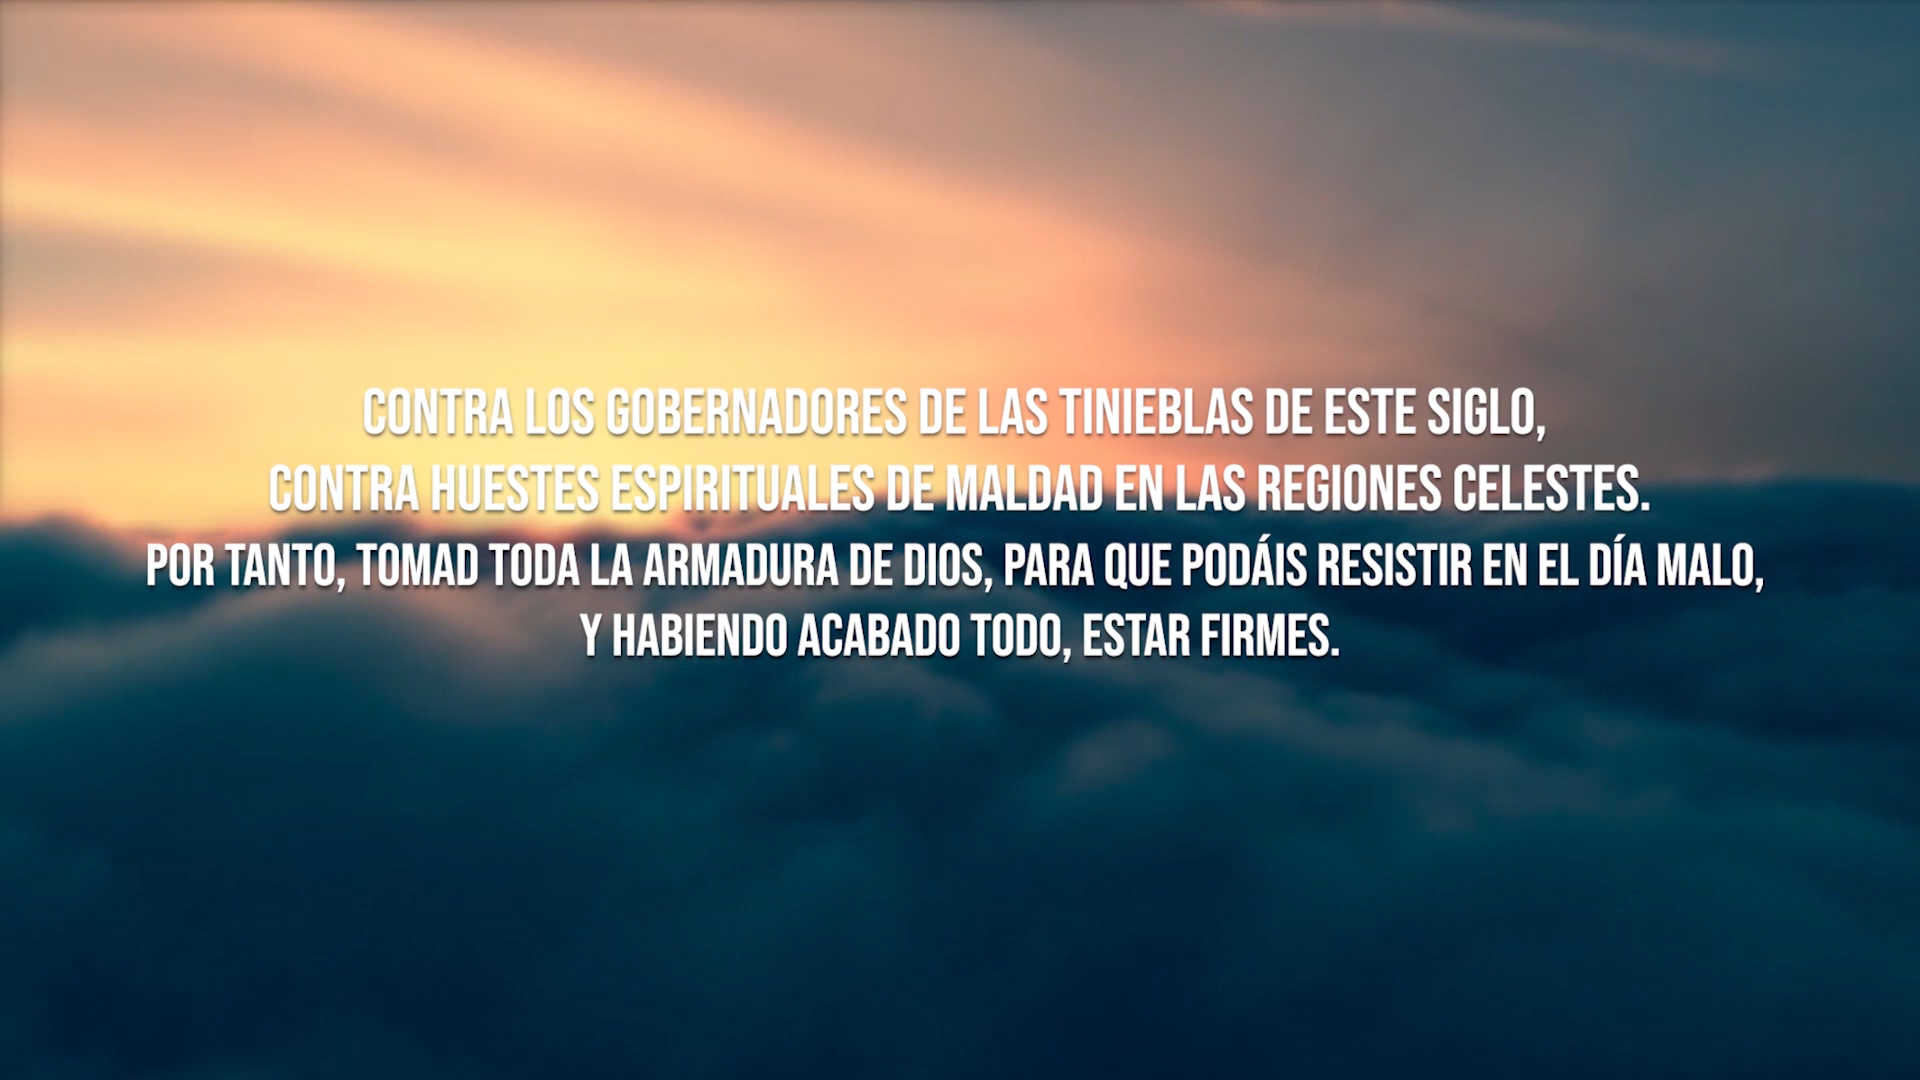 CONTRA LOS GOBERNADORES DE LAS TINIEBLAS DE ESTE SIGLO,
CONTRA HUESTES ESPIRITUALES DE MALDAD EN LAS REGIONES CELESTES.
POR TANTO, TOMAD TODA LA ARMADURA DE DIOS, PARA QUE PODÁIS RESISTIR EN EL DÍA MALO,
Y HABIENDO ACABADO TODO, ESTAR FIRMES.